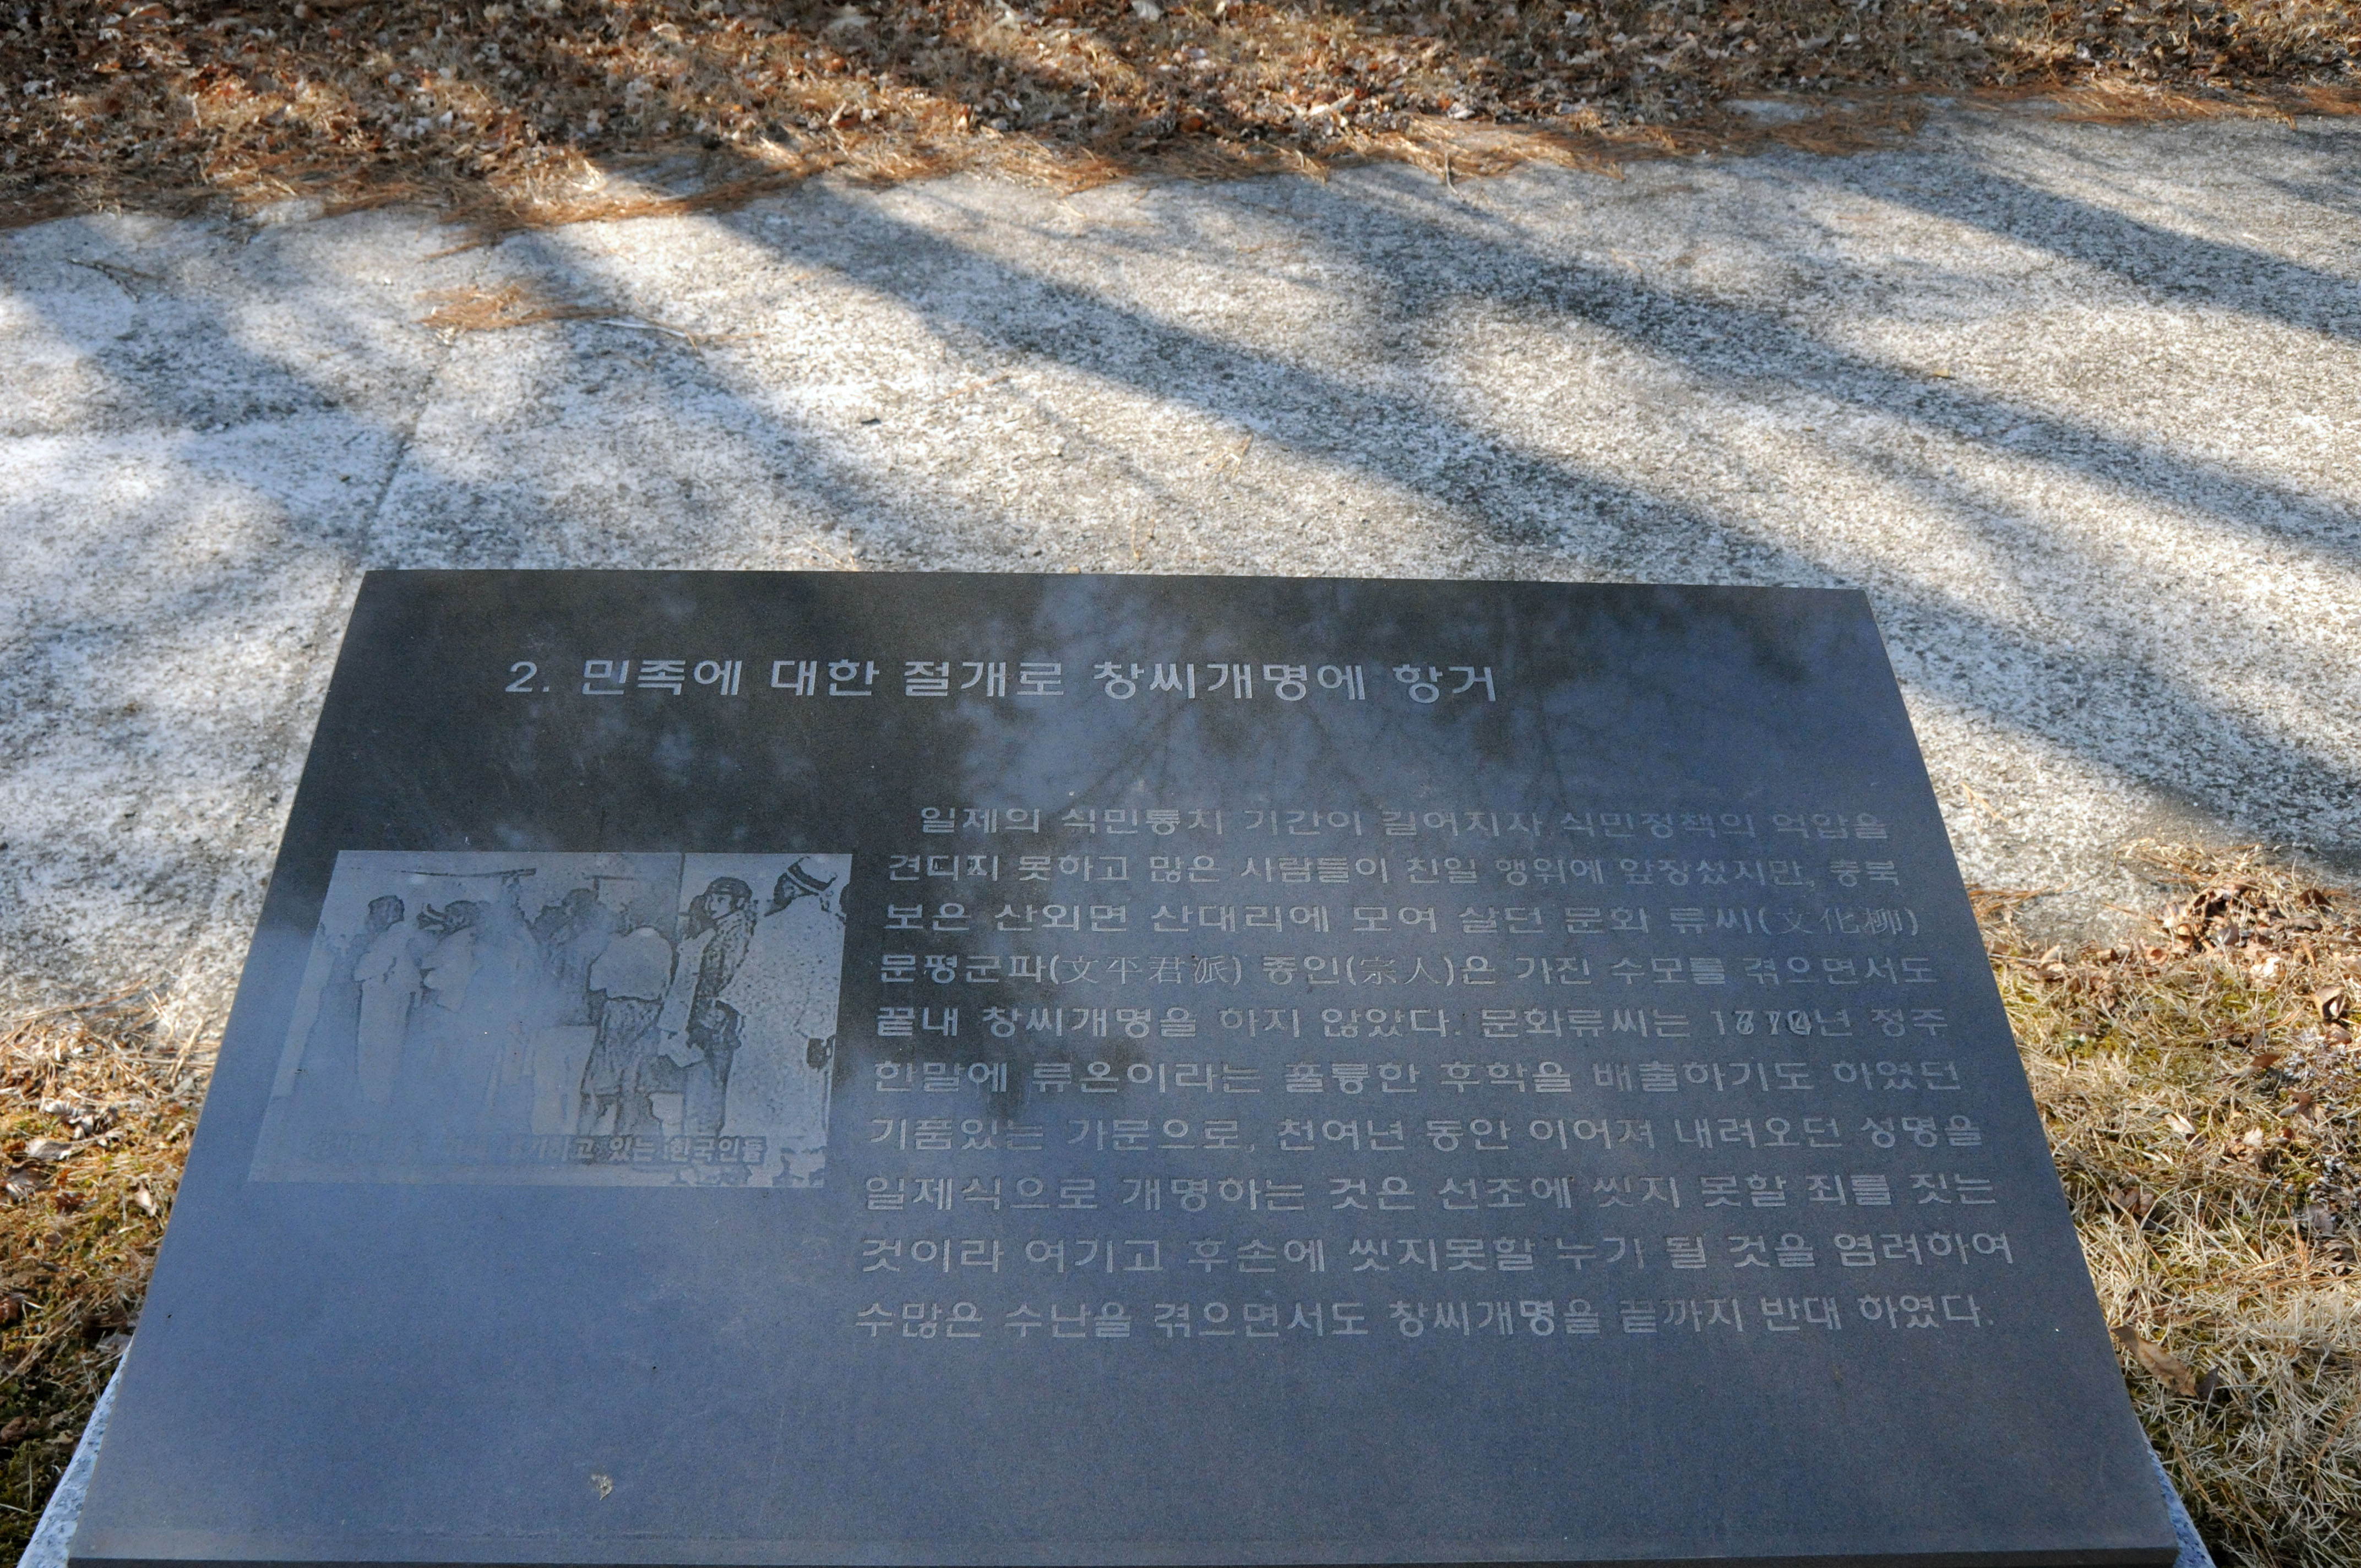 2. 민족에 대한 절개로 창씨개명에 항거
일제의 식민통치 기간이 길어지자 식민정책의 억압을
견디지 못하고 많은 사람들이 친일 행위에 앞장섰지만, 충북
보은 산외면 산대리에 모여 살던 문화 류씨(文化柳)
문평군파(文平君派) 종인(宗人)은 가진 수모를 겪으면서도
끝내 창씨개명을 하지 않았다. 문화류씨는 정주
한말에 류온이라는 훌륭한 후학을 배출하기도 하였던
기품있는 가문으로, 천여년 동안 이어져 내려오던 성명을
일제식으로 개명하는 것은 선조에 씻지 못할 죄를 짓는
것이라 여기고 후손에 씻지못할 누가 될 것을 염려하여
수많은 수난을 겪으면서도 창씨개명을 끝까지 반대 하였다.
있는 한국인들